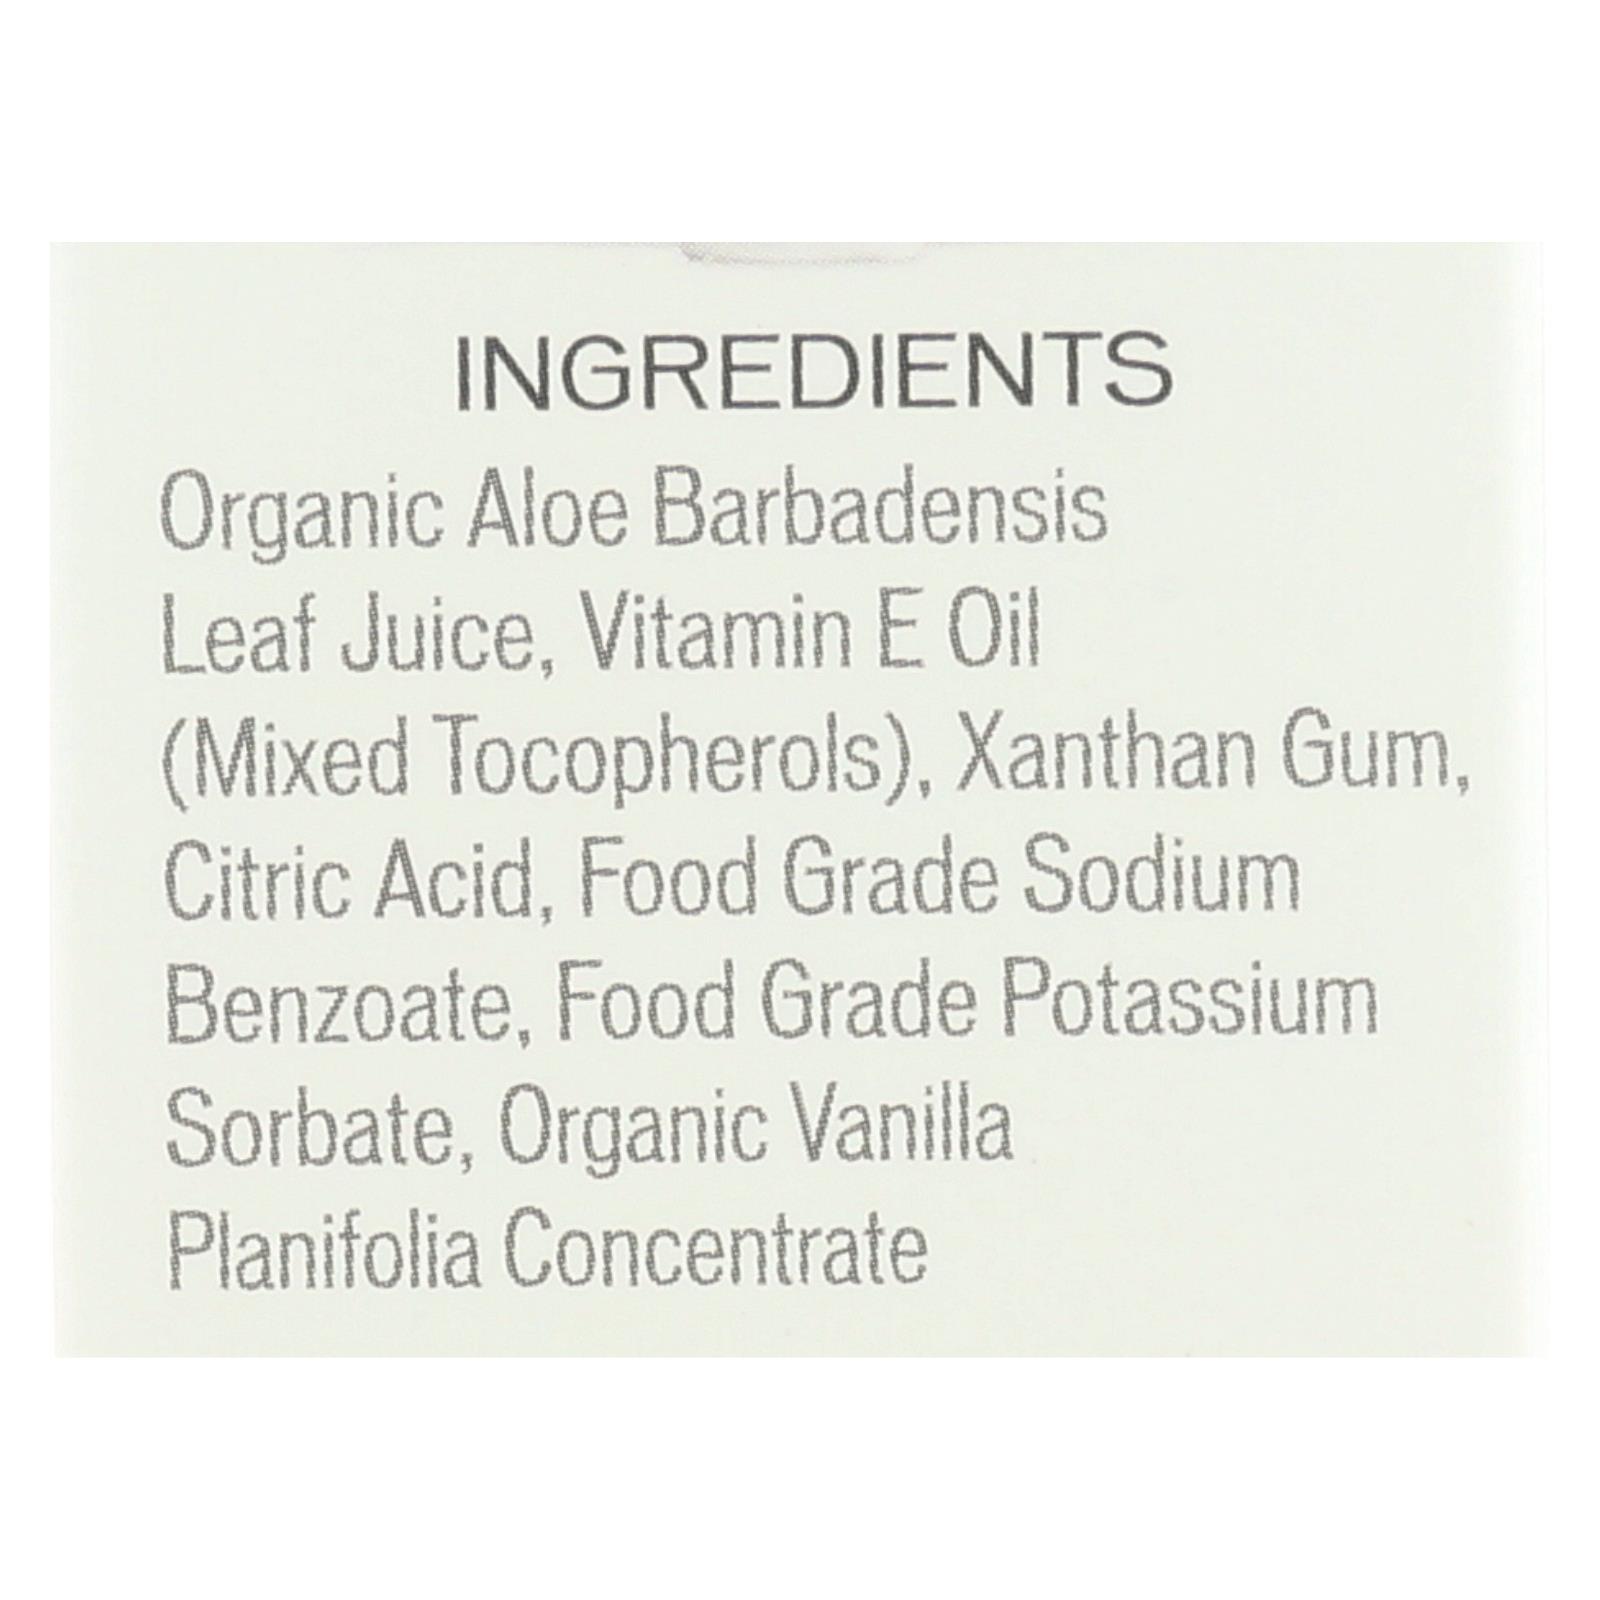 INGREDIENTS
Organic Aloe Barbadensis
Leaf Juice, Vitamin E Oil
(Mixed Tocopherols), Xanthan Gum,
Citric Acid, Food Grade Sodium
Benzoate, Food Grade Potassium
Sorbate, Organic Vanilla
Planifolia Concentrate